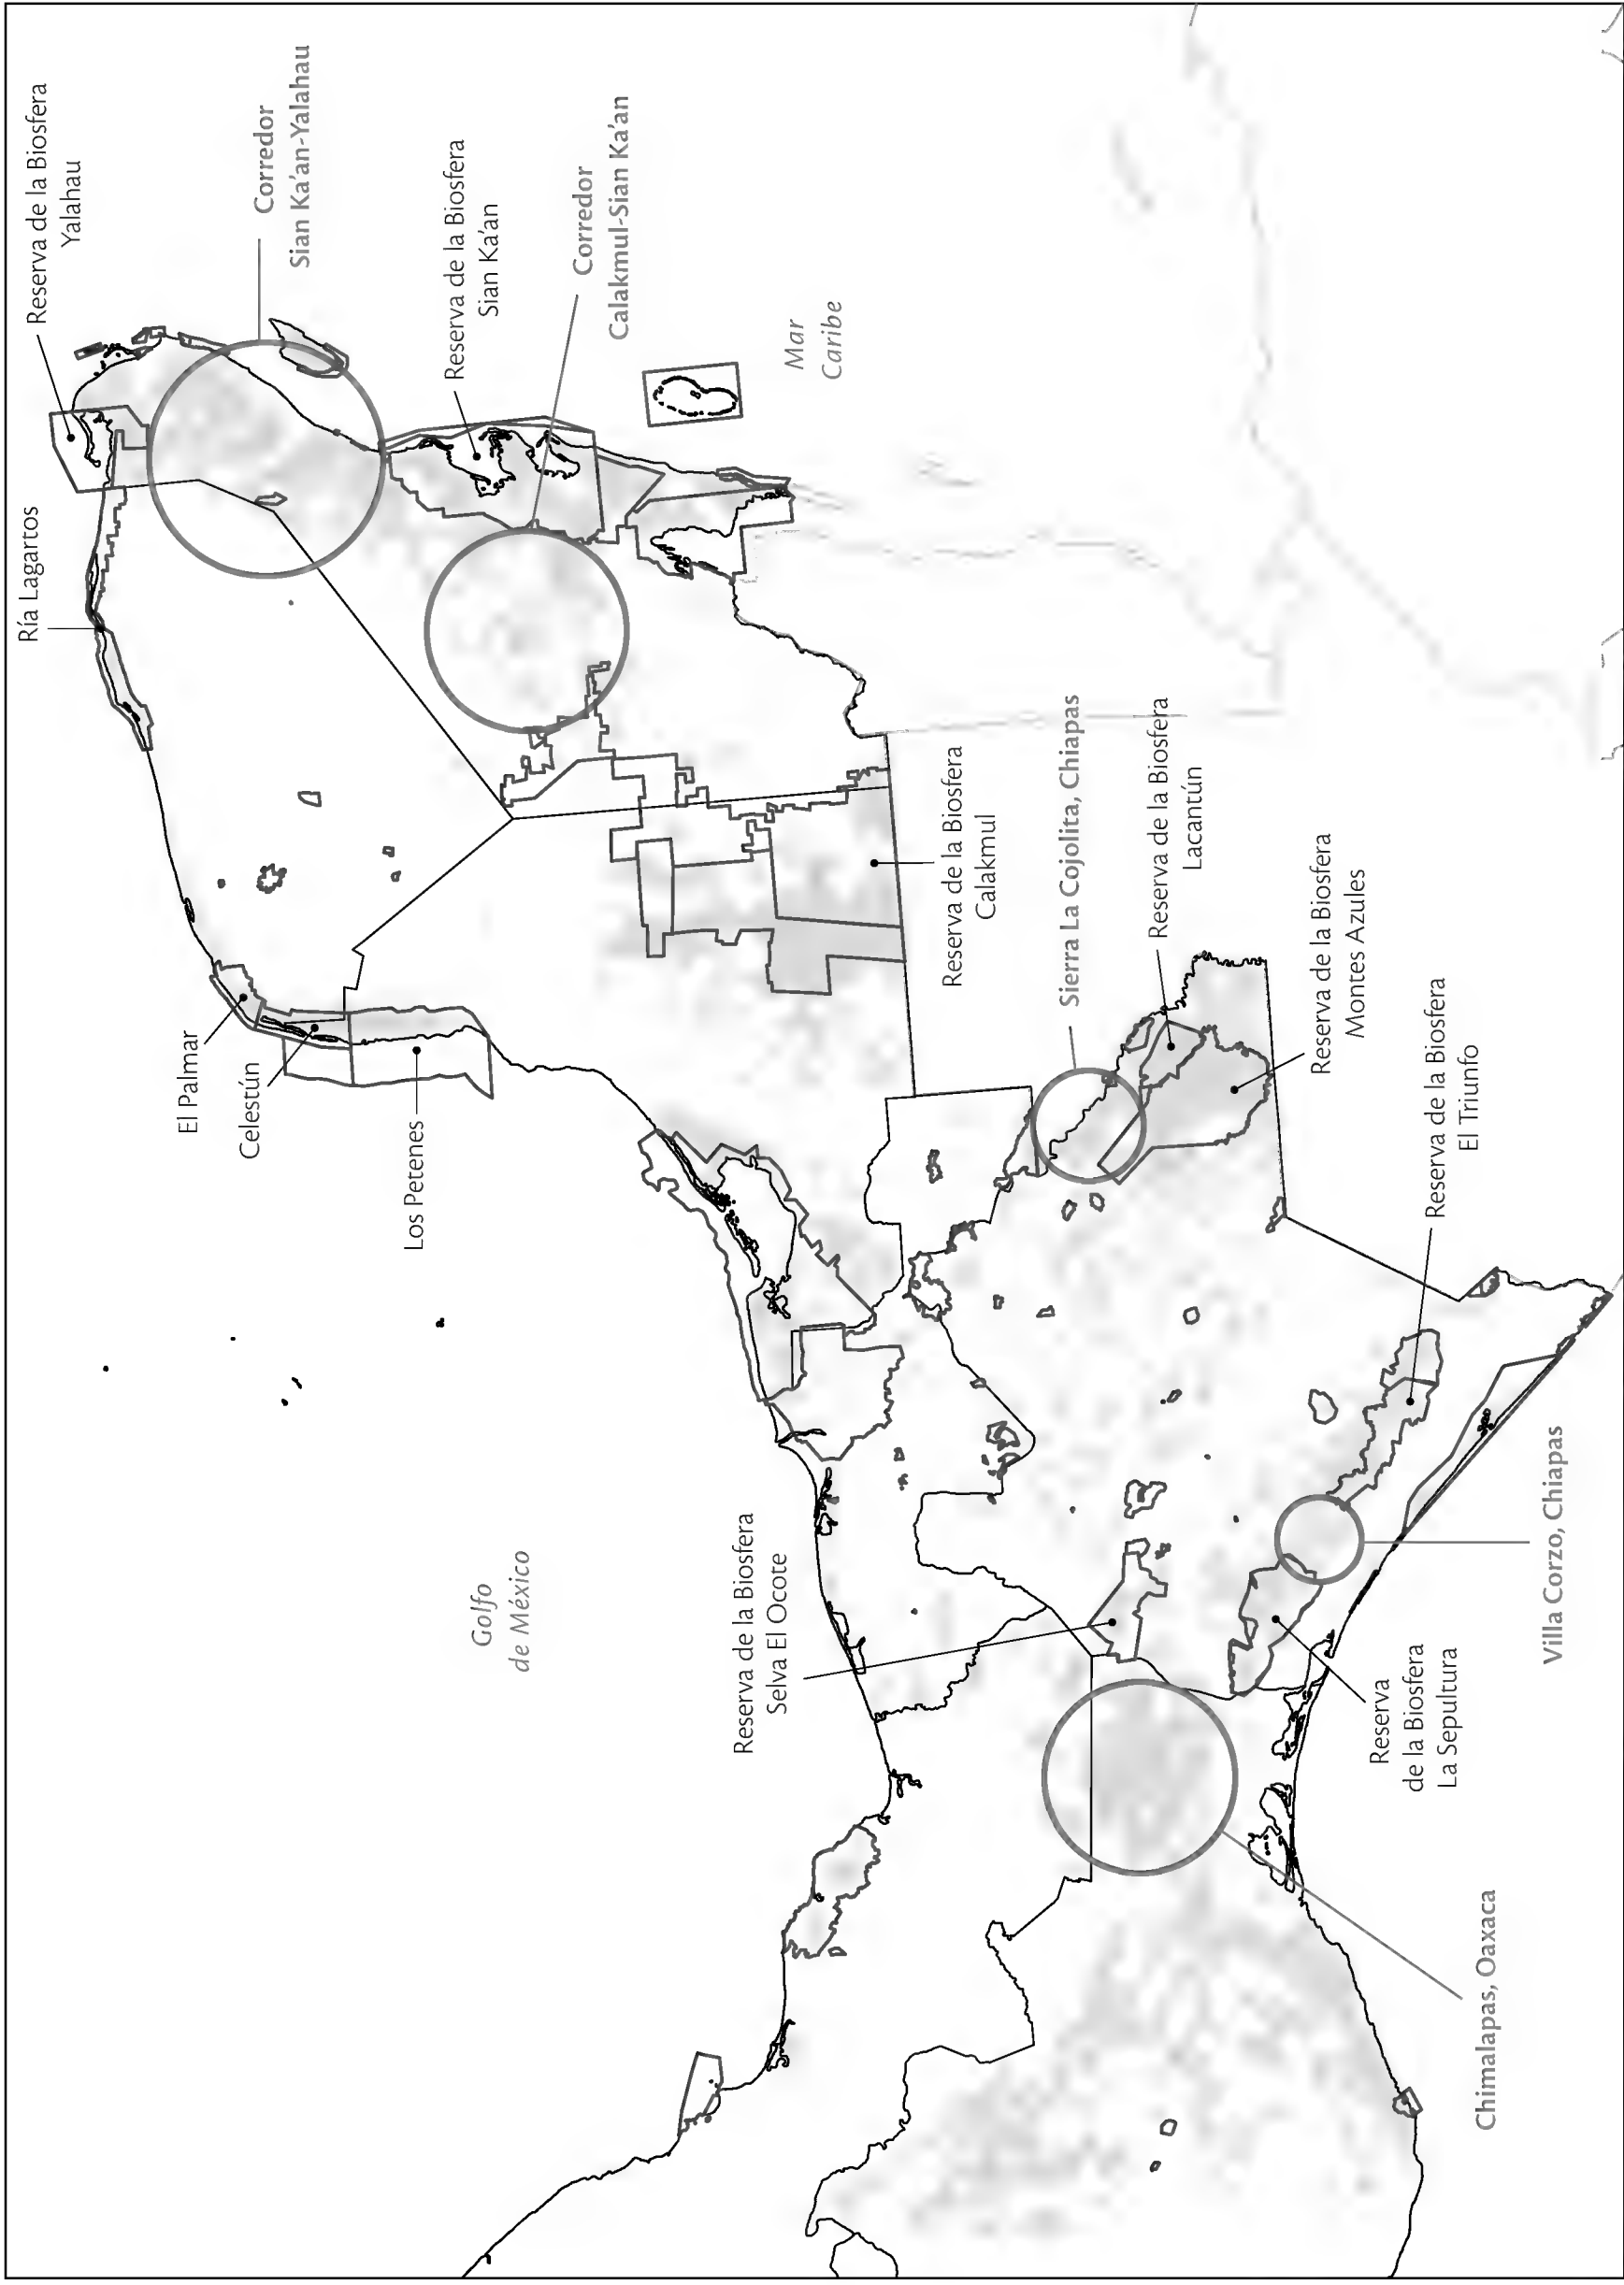 Reserva de la Biosfera
Yalahau
Corredor
Sian Ka'an-Yalahau
Ría Lagartos
Reserva de la Biosfera
Sian Ka'an
Corredor
Calakmul-Sian Ka'an
Mar
Caribe
El Palmar
Celestún
Los Petenes
Golfo
de México
Reserva de la Biosfera
Calakmul
Sierra La Cojolita, Chiapas
Reserva de la Biosfera
Lacantún
Reserva de la Biosfera
Montes Azules
Reserva de la Biosfera
El Triunfo
Reserva de la Biosfera
Selva El Ocote
Villa Corzo, Chiapas
Reserva
de la Biosfera
La Sepultura
Chimalapas, Oaxaca